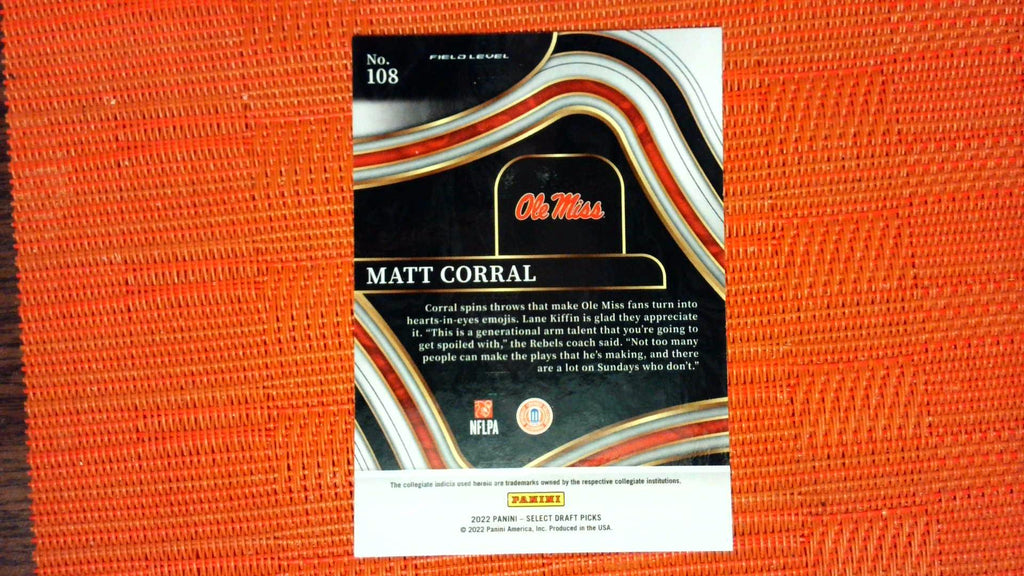 No.
108
FIELD LEVEL
Ole Miss
MATT CORRAL
Corral spins throws that make Ole Miss fans turn into
hearts-in-eyes emojis. Lane Kiffin is glad they appreciate
it. “This is a generational arm talent that you’re going to
get spoiled with,” the Rebels coach said. “Not too many
people can make the plays that he’s making, and there
are a lot on Sundays who don’t.”
NFLPA
The collegiate indicia used herein are trademarks owned by the respective collegiate institutions.
PANINI
2022 PANINI – SELECT DRAFT PICKS
© 2022 Panini America, Inc. Produced in the USA.